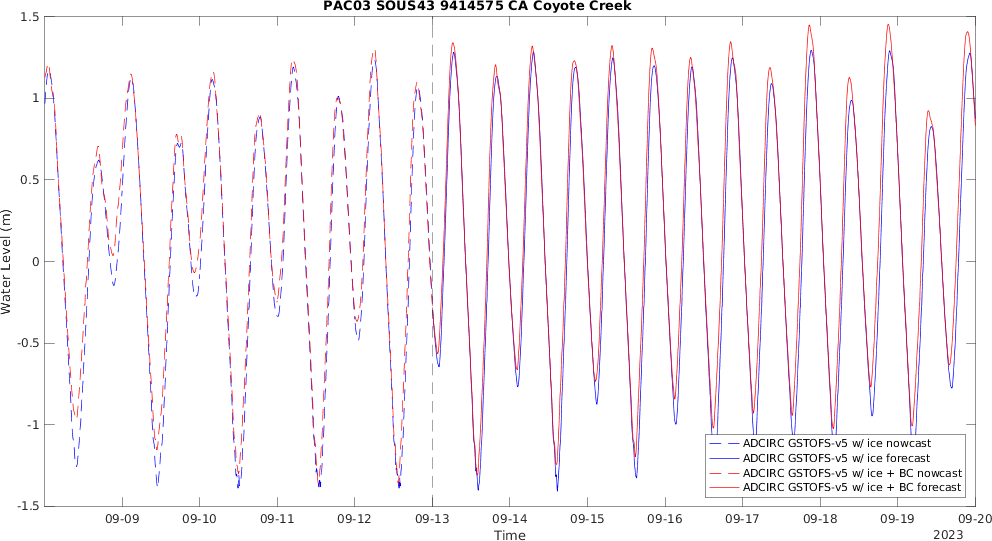 PAC03 SOUS43 9414575 CA Coyote Creek
1.5
1
0.5
0
-0.5
-1
-1.5
Water Level (m)
09-09 09-10 09-11 09-12 09-13 09-14 09-15 09-16 09-17 09-18 09-19 09-20
Time
2023
ADCIRC GSTOFS-v5 w/ ice nowcast
ADCIRC GSTOFS-v5 w/ ice forecast
ADCIRC GSTOFS-v5 w/ ice + BC nowcast
ADCIRC GSTOFS-v5 w/ ice + BC forecast